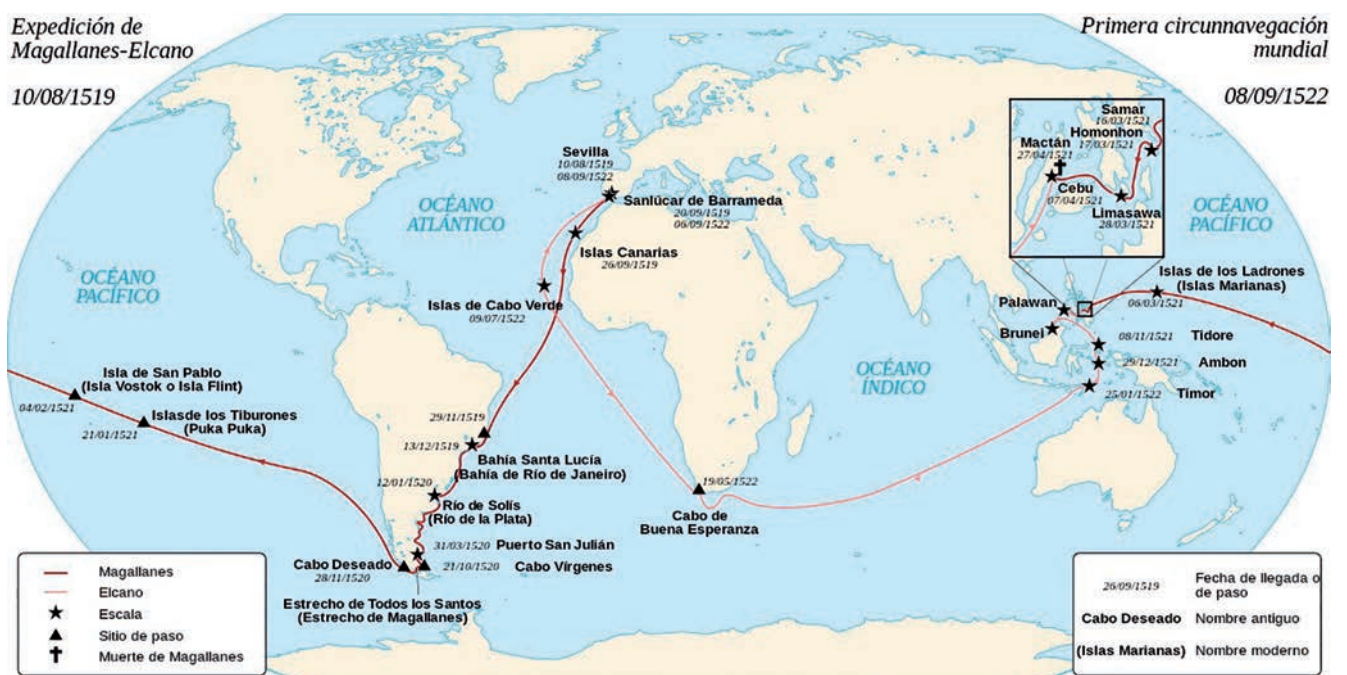 Expedición de
Magallanes-Elcano
10/08/1519
Primera circunnavegación
mundial
08/09/1522
Samar
16/03/1521
Homonhon
17/03/1521
Mactán
27/04/1521
Cebu
07/04/1521
Limasawa
28/03/1521
Sevilla
10/08/1519
08/09/1522
Sanlúcar de Barrameda
20/09/1519
06/09/1522
OCÉANO
ATLÁNTICO
OCÉANO
PACÍFICO
Islas Canarias
26/09/1519
OCÉANO
PACÍFICO
Islas de los Ladrones
(Islas Marianas)
06/03/1521
Islas de Cabo Verde
09/07/1522
Palawan
Brunei
08/11/1521 Tidore
29/12/1521 Ambon
25/01/1522 Timor
OCÉANO
ÍNDICO
Isla de San Pablo
(Isla Vostok o Isla Flint)
04/02/1521
Islasde los Tiburones
(Puka Puka)
21/01/1521
29/11/1519
13/12/1519
Bahía Santa Lucía
(Bahía de Río de Janeiro)
12/01/1520
Río de Solís
(Río de la Plata)
19/05/1522
Cabo de
Buena Esperanza
31/03/1520 Puerto San Julián
Cabo Deseado
28/11/1520
21/10/1520 Cabo Vírgenes
Estrecho de Todos los Santos
(Estrecho de Magallanes)
Magallanes
Elcano
Escala
Sitio de paso
Muerte de Magallanes
26/09/1519 Fecha de llegada o
de paso
Cabo Deseado Nombre antiguo
(Islas Marianas) Nombre moderno